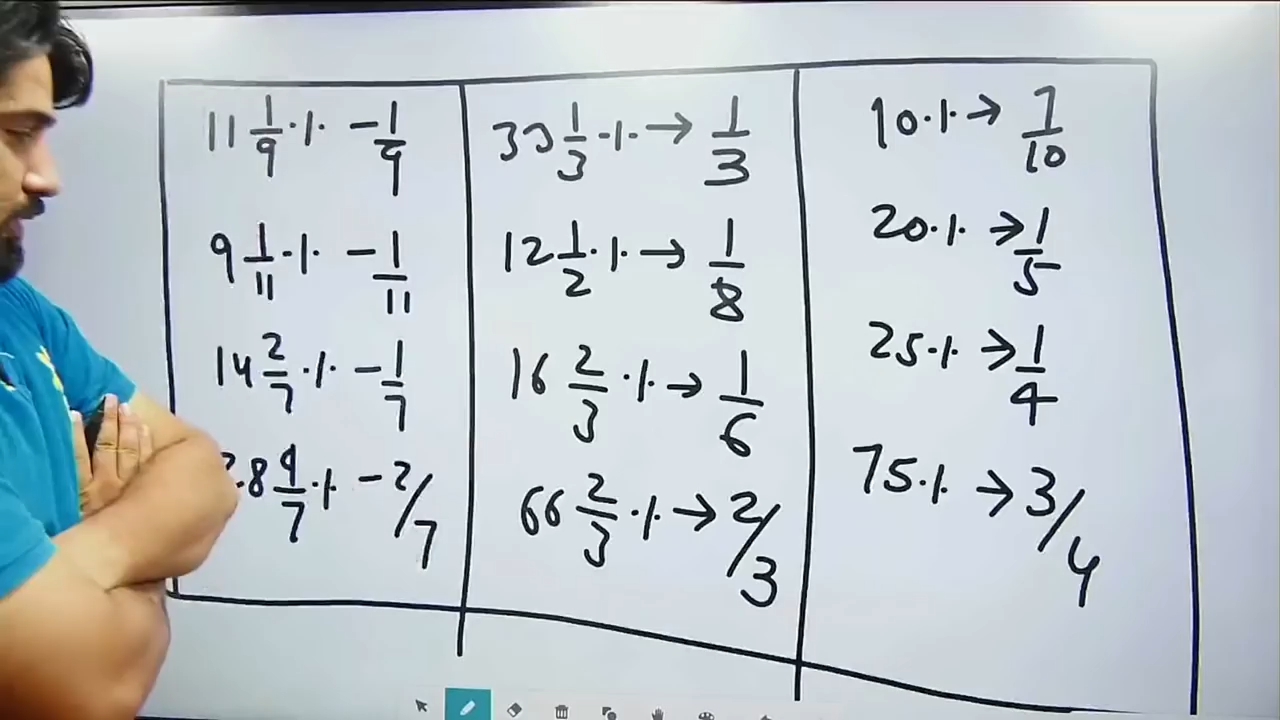 11 1/9 % - 1/9
9 1/11 % - 1/11
14 2/7 % - 1/7
28 4/7 % - 2/7
33 1/3 % → 1/3
12 1/2 % → 1/8
16 2/3 % → 1/6
66 2/3 % → 2/3
10 % → 1/10
20 % → 1/5
25 % → 1/4
75 % → 3/4